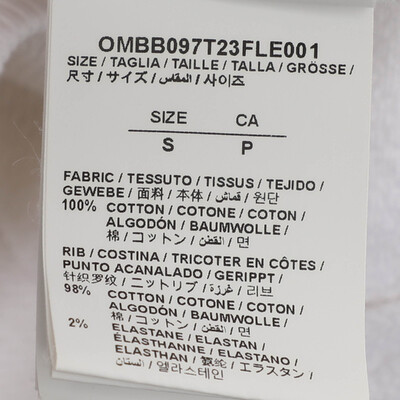 OMBB097T23FLE001
SIZE / TAGLIA / TAILLE / TALLA / GRÖSSE /
尺寸 / サイズ / المقاس / 사이즈
SIZE CA
S P
FABRIC / TESSUTO / TISSUS / TEJIDO /
GEWEBE / 面料 / 本体 / قماش / 원단
100% COTTON / COTONE / COTON /
ALGODÓN / BAUMWOLLE /
棉 / コットン / القطن / 면
RIB / COSTINA / TRICOTER EN CÔTES /
PUNTO ACANALADO / GERIPPT /
针织罗纹 / ニットリブ / غرزة / 리브
98% COTTON / COTONE / COTON /
ALGODÓN / BAUMWOLLE /
棉 / コットン / القطن / 면
2% ELASTANE / ELASTAN /
ÉLASTHANNE / ELASTANO /
ELASTHAN / 氨纶 / エラスタン /
الستان / 엘라스테인